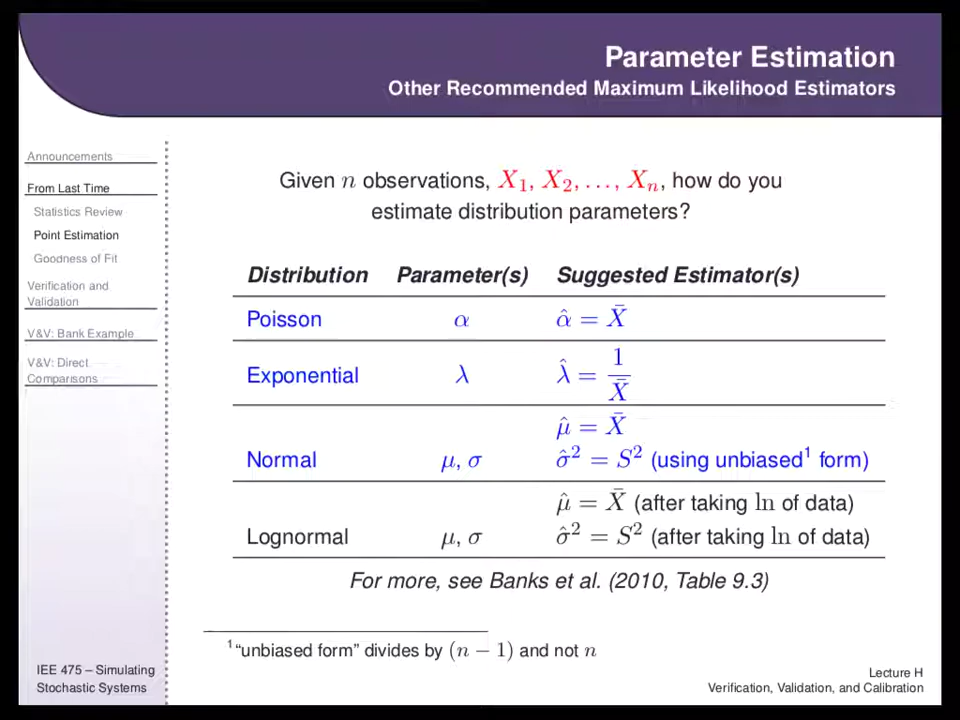 Parameter Estimation
Other Recommended Maximum Likelihood Estimators
Announcements
From Last Time
Statistics Review
Point Estimation
Goodness of Fit
Verification and
Validation
V&V: Bank Example
V&V: Direct
Comparisons
IEE 475 – Simulating
Stochastic Systems
Given n observations, X₁, X₂, …, Xₙ, how do you
estimate distribution parameters?
Distribution Parameter(s) Suggested Estimator(s)
Poisson α α̂ = X̄
Exponential λ λ̂ = 1/X̄
μ̂ = X̄
Normal μ, σ σ̂² = S² (using unbiased¹ form)
μ̂ = X̄ (after taking ln of data)
Lognormal μ, σ σ̂² = S² (after taking ln of data)
For more, see Banks et al. (2010, Table 9.3)
¹“unbiased form” divides by (n − 1) and not n
Lecture H
Verification, Validation, and Calibration